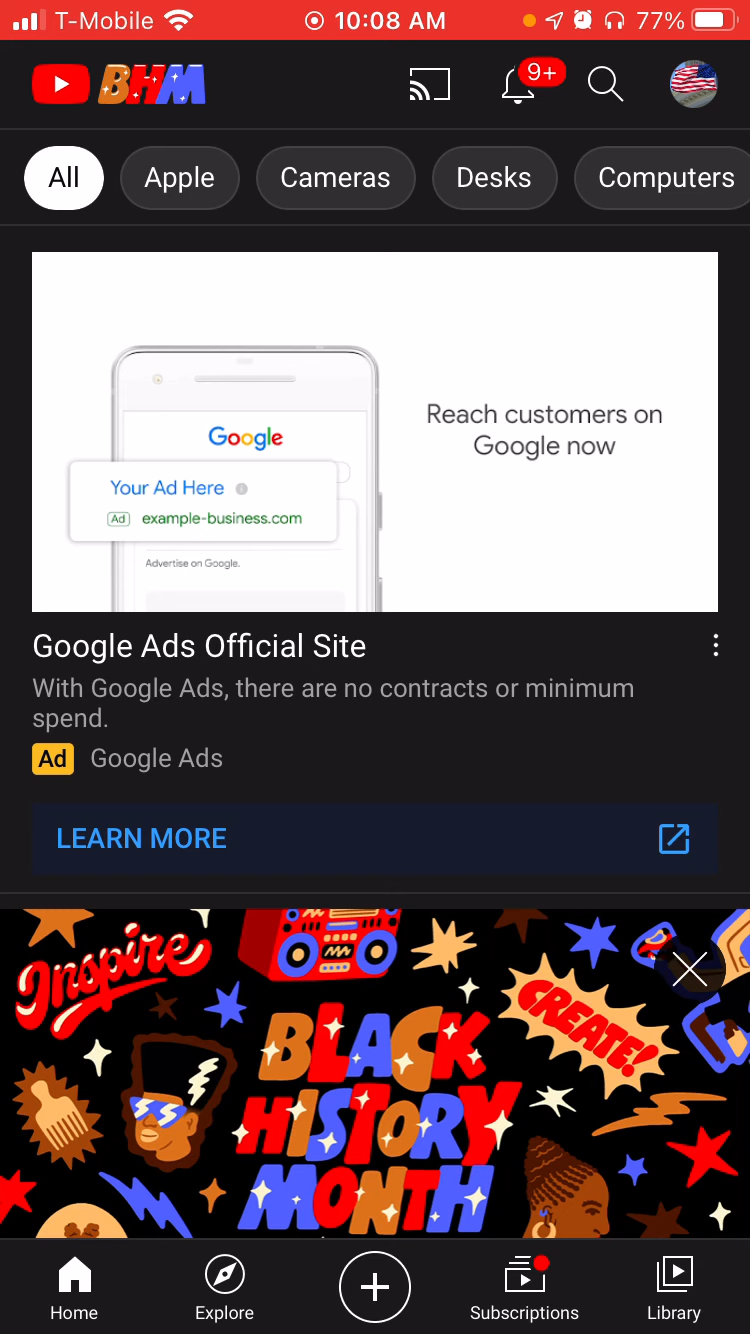 T-Mobile 10:08 AM 77%
BHM 9+
All Apple Cameras Desks Computers
Google
Reach customers on
Google now
Your Ad Here
Ad example-business.com
Advertise on Google.
Google Ads Official Site
With Google Ads, there are no contracts or minimum
spend.
Ad Google Ads
LEARN MORE
Inspire
CREATE!
BLACK
HISTORY
MONTH
Home Explore Subscriptions Library